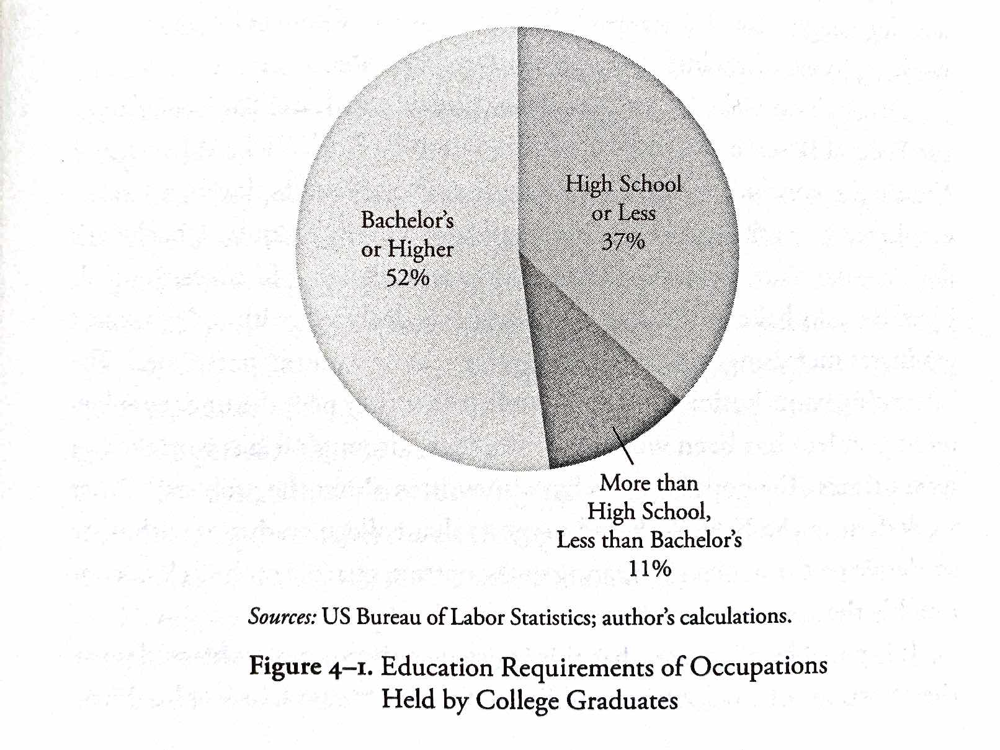 High School
or Less
37%
Bachelor's
or Higher
52%
More than
High School,
Less than Bachelor's
11%
Sources: US Bureau of Labor Statistics; author's calculations.
Figure 4–1. Education Requirements of Occupations
Held by College Graduates